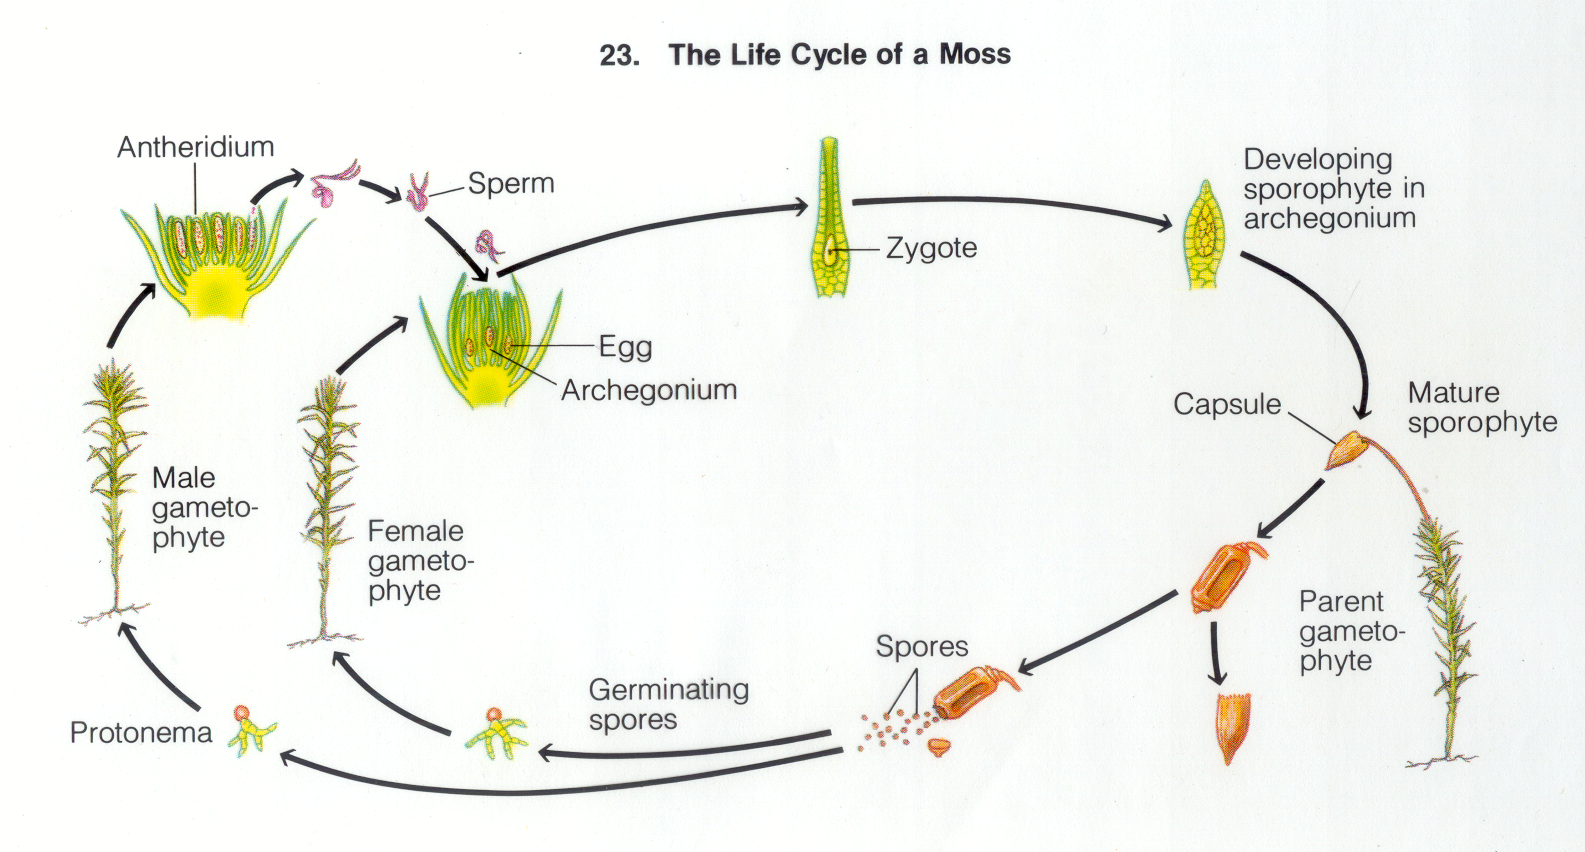 23. The Life Cycle of a Moss
Antheridium
Sperm
Zygote
Developing
sporophyte in
archegonium
Egg
Archegonium
Capsule
Mature
sporophyte
Male
gameto-
phyte
Female
gameto-
phyte
Parent
gameto-
phyte
Spores
Germinating
spores
Protonema